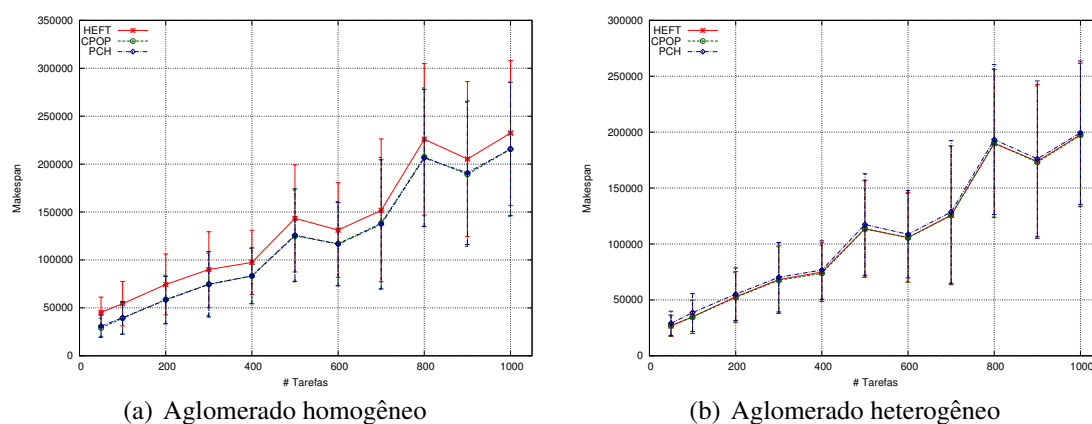 350000
300000
250000
200000
150000
100000
50000
0
Makespan
HEFT
CPOP
PCH
200
400
600
800
1000
# Tarefas
(a) Aglomerado homogêneo
300000
250000
200000
150000
100000
50000
0
Makespan
HEFT
CPOP
PCH
0
200
400
600
800
1000
# Tarefas
(b) Aglomerado heterogêneo